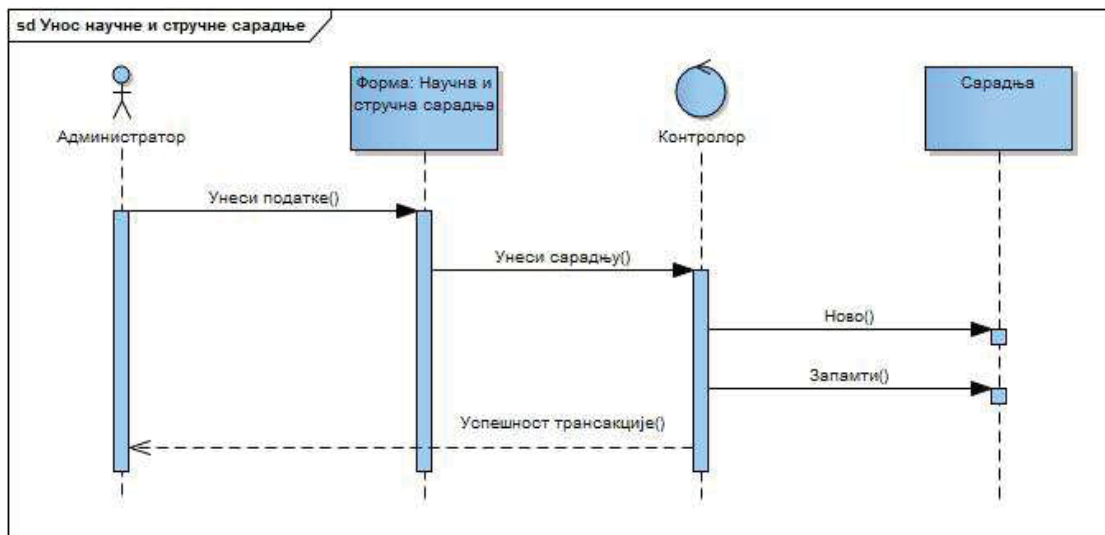 sd Унос научне и стручне сарадње
Администратор
Форма: Научна и
стручна сарадња
Контролор
Сарадња
Унеси податке()
Унеси сарадњу()
Ново()
Запамти()
Успешност трансакције()